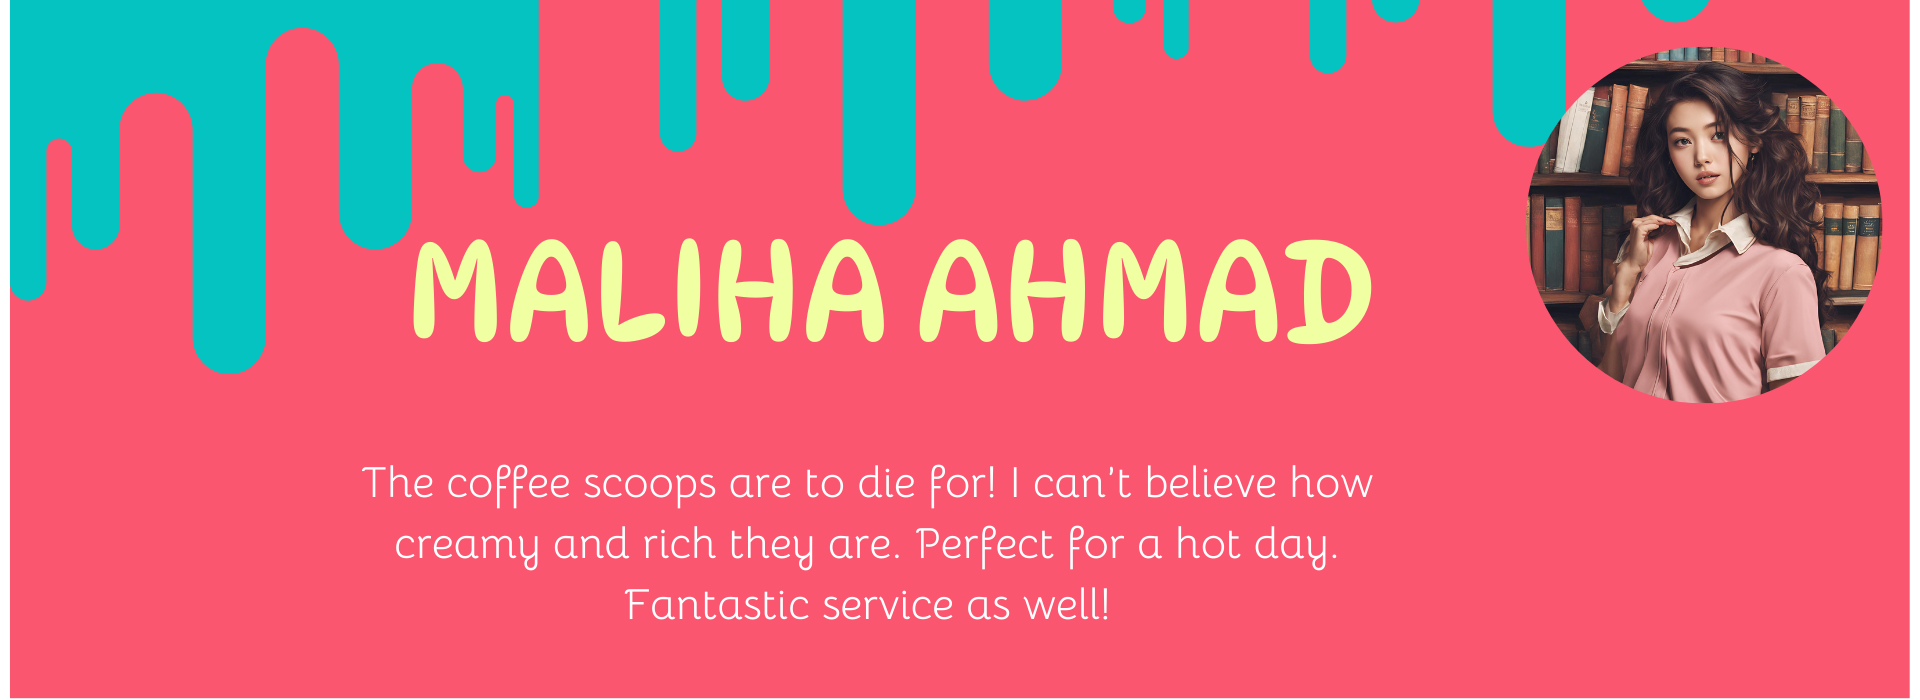 MALIHA AHMAD
The coffee scoops are to die for! I can't believe how
creamy and rich they are. Perfect for a hot day.
Fantastic service as well!